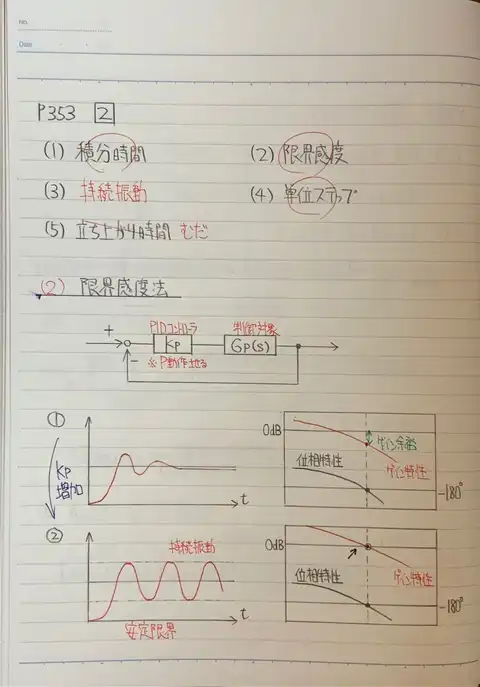 No.
Date
P353 2
(1) 積分時間 (2) 限界感度
(3) 持続振動 (4) 単位ステップ
(5) 立ち上がり時間 むだ
(2) 限界感度法
PIDコントローラ 制御対象
+ Kp Gp(s)
- ※P動作のみ
① 0dB ゲイン余裕
位相特性 ゲイン特性
Kp
増加 t -180°
② 持続振動 0dB
位相特性 ゲイン特性
t -180°
安定限界